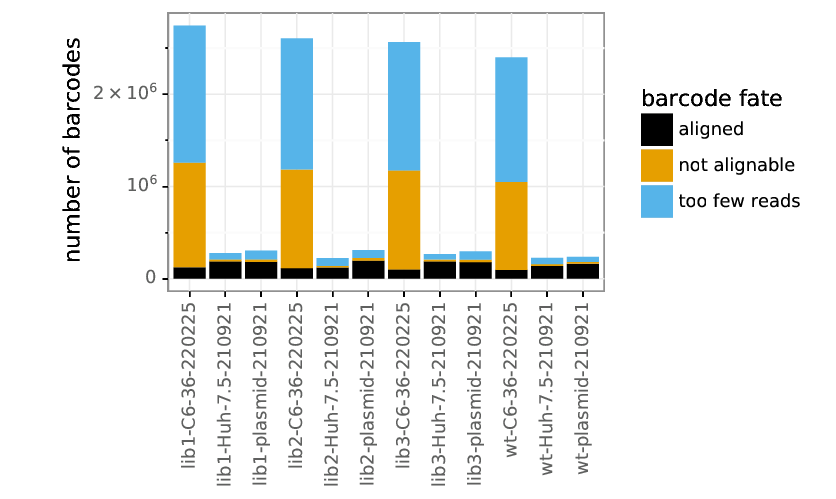 number of barcodes
2 × 10⁶
10⁶
0
lib1-C6-36-220225
lib1-Huh-7.5-210921
lib1-plasmid-210921
lib2-C6-36-220225
lib2-Huh-7.5-210921
lib2-plasmid-210921
lib3-C6-36-220225
lib3-Huh-7.5-210921
lib3-plasmid-210921
wt-C6-36-220225
wt-Huh-7.5-210921
wt-plasmid-210921
barcode fate
aligned
not alignable
too few reads